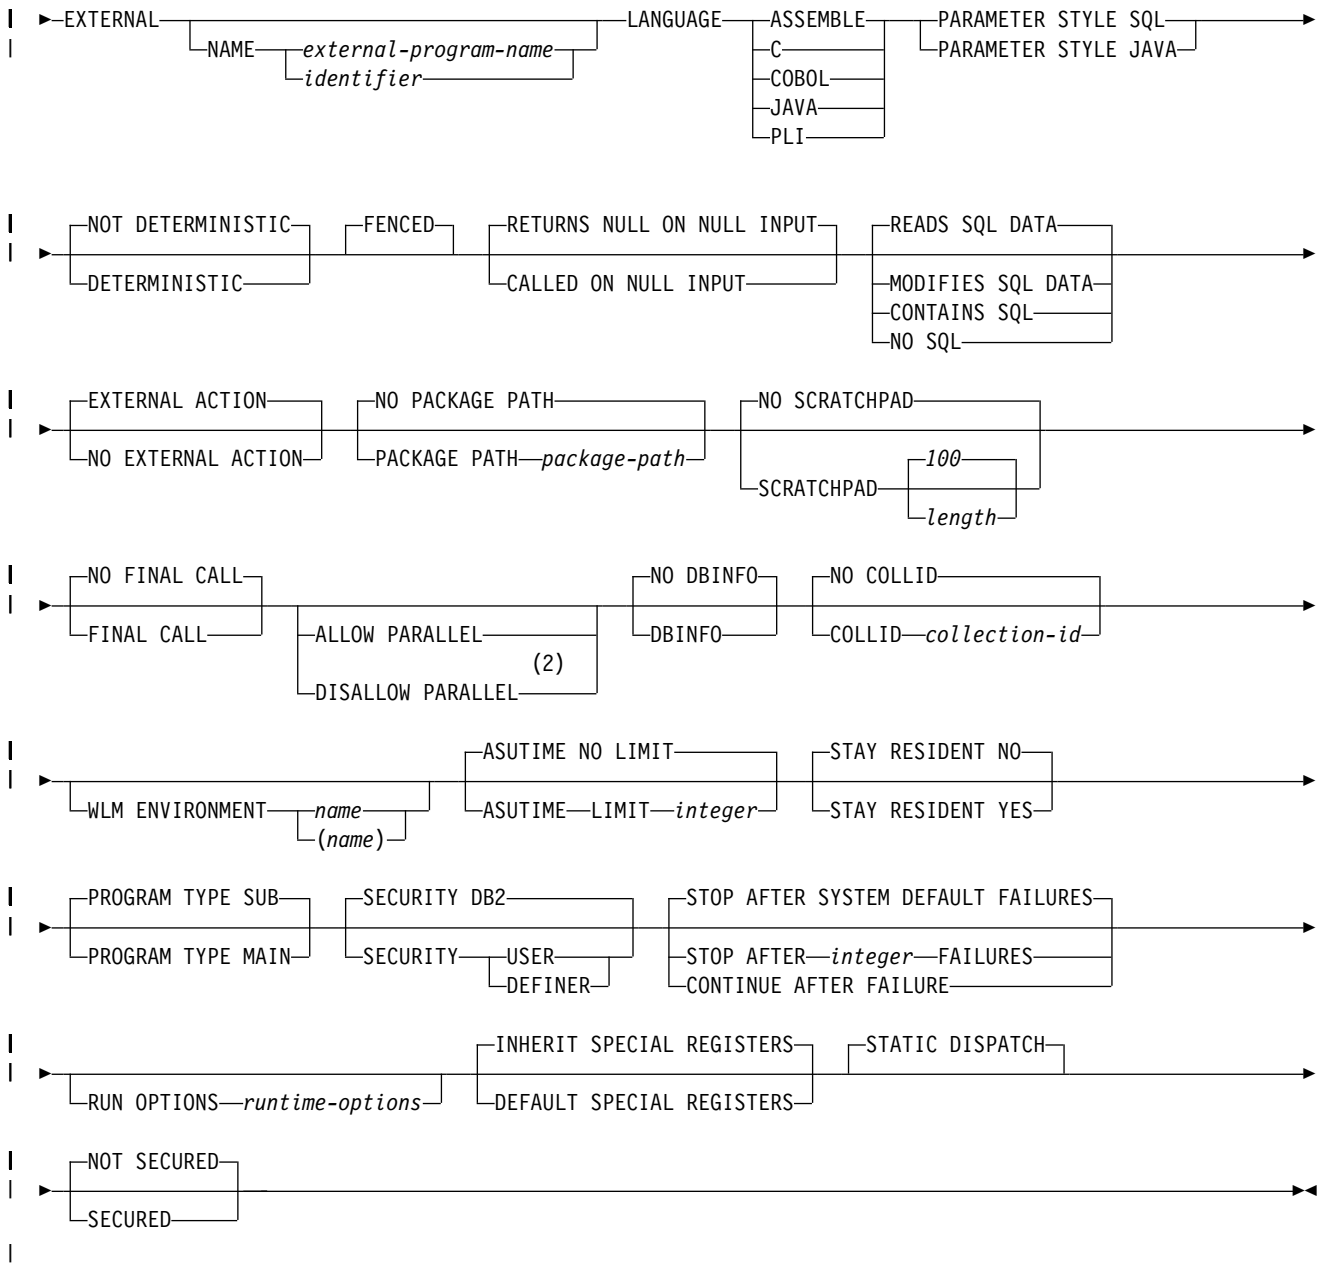 EXTERNAL LANGUAGE ASSEMBLE PARAMETER STYLE SQL
NAME external-program-name C PARAMETER STYLE JAVA
identifier COBOL
JAVA
PLI
NOT DETERMINISTIC FENCED RETURNS NULL ON NULL INPUT READS SQL DATA
DETERMINISTIC CALLED ON NULL INPUT MODIFIES SQL DATA
CONTAINS SQL
NO SQL
EXTERNAL ACTION NO PACKAGE PATH NO SCRATCHPAD
NO EXTERNAL ACTION PACKAGE PATH package-path 100
SCRATCHPAD
length
NO FINAL CALL NO DBINFO NO COLLID
FINAL CALL ALLOW PARALLEL DBINFO COLLID collection-id
(2)
DISALLOW PARALLEL
ASUTIME NO LIMIT STAY RESIDENT NO
WLM ENVIRONMENT name ASUTIME LIMIT integer STAY RESIDENT YES
(name)
PROGRAM TYPE SUB SECURITY DB2 STOP AFTER SYSTEM DEFAULT FAILURES
PROGRAM TYPE MAIN SECURITY USER STOP AFTER integer FAILURES
DEFINER CONTINUE AFTER FAILURE
INHERIT SPECIAL REGISTERS STATIC DISPATCH
RUN OPTIONS runtime-options DEFAULT SPECIAL REGISTERS
NOT SECURED
SECURED